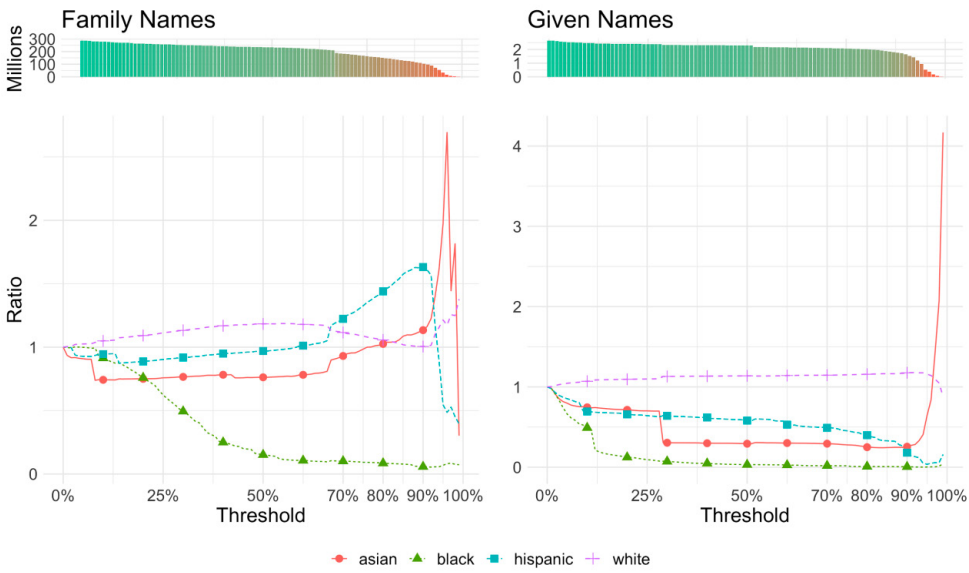 Family Names
Given Names
Millions
300
200
100
0
2
1
0
Ratio
2
1
0
4
3
2
1
0
0% 25% 50% 70% 80% 90% 100%
0% 25% 50% 70% 80% 90% 100%
Threshold
Threshold
asian black hispanic white